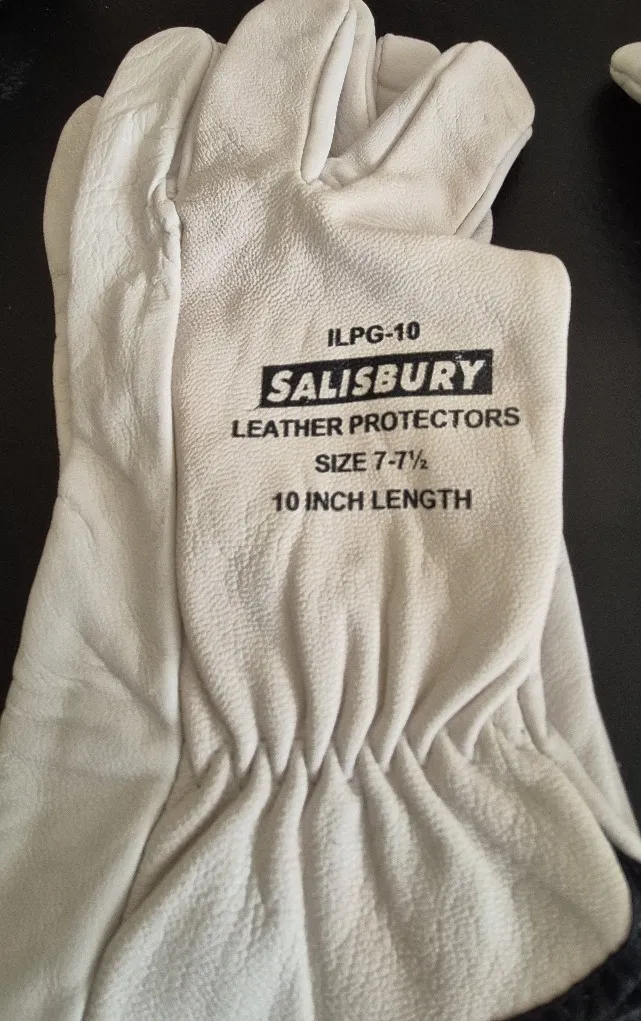 ILPG-10
SALISBURY
LEATHER PROTECTORS
SIZE 7-7½
10 INCH LENGTH